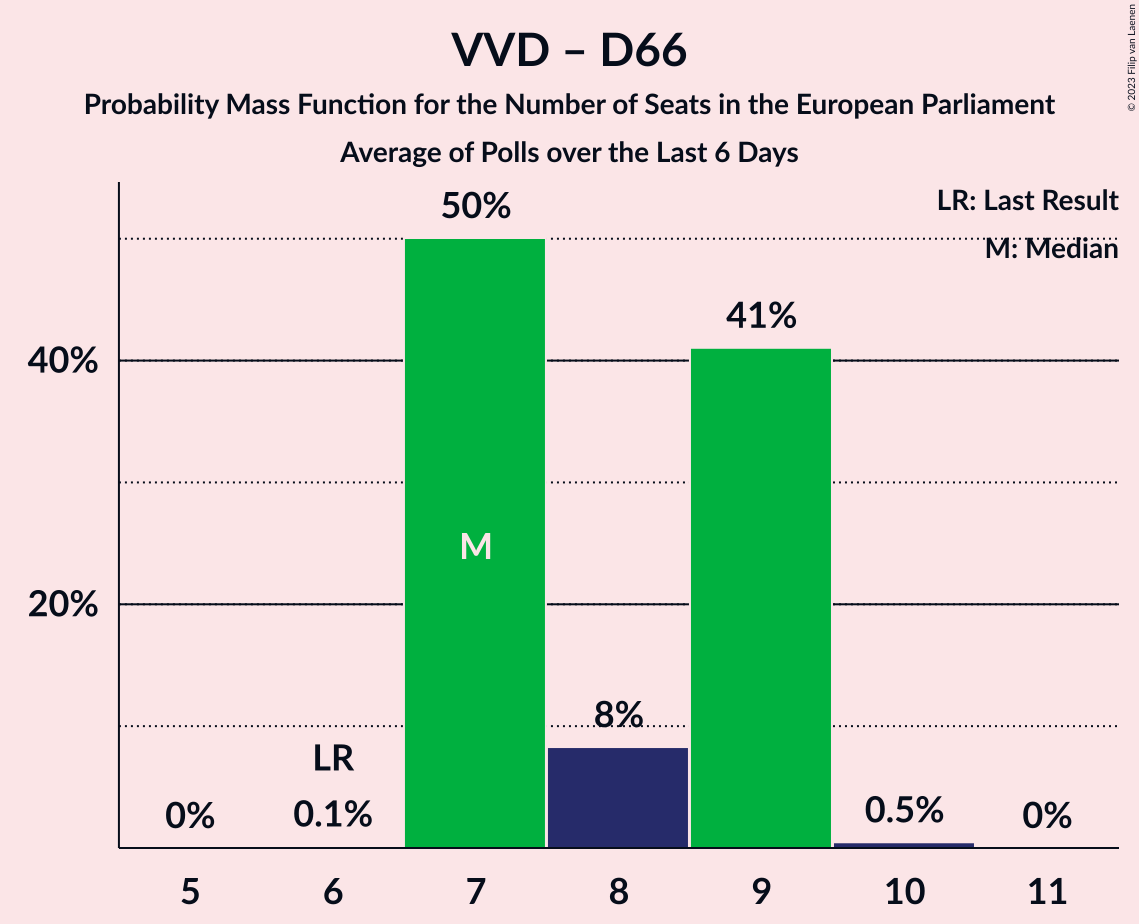 VVD – D66
Probability Mass Function for the Number of Seats in the European Parliament
Average of Polls over the Last 6 Days
© 2023 Filip van Laenen
LR: Last Result
M: Median
50%
41%
40%
M
20%
8%
LR
0%
0.1%
0.5%
0%
5 6 7 8 9 10 11